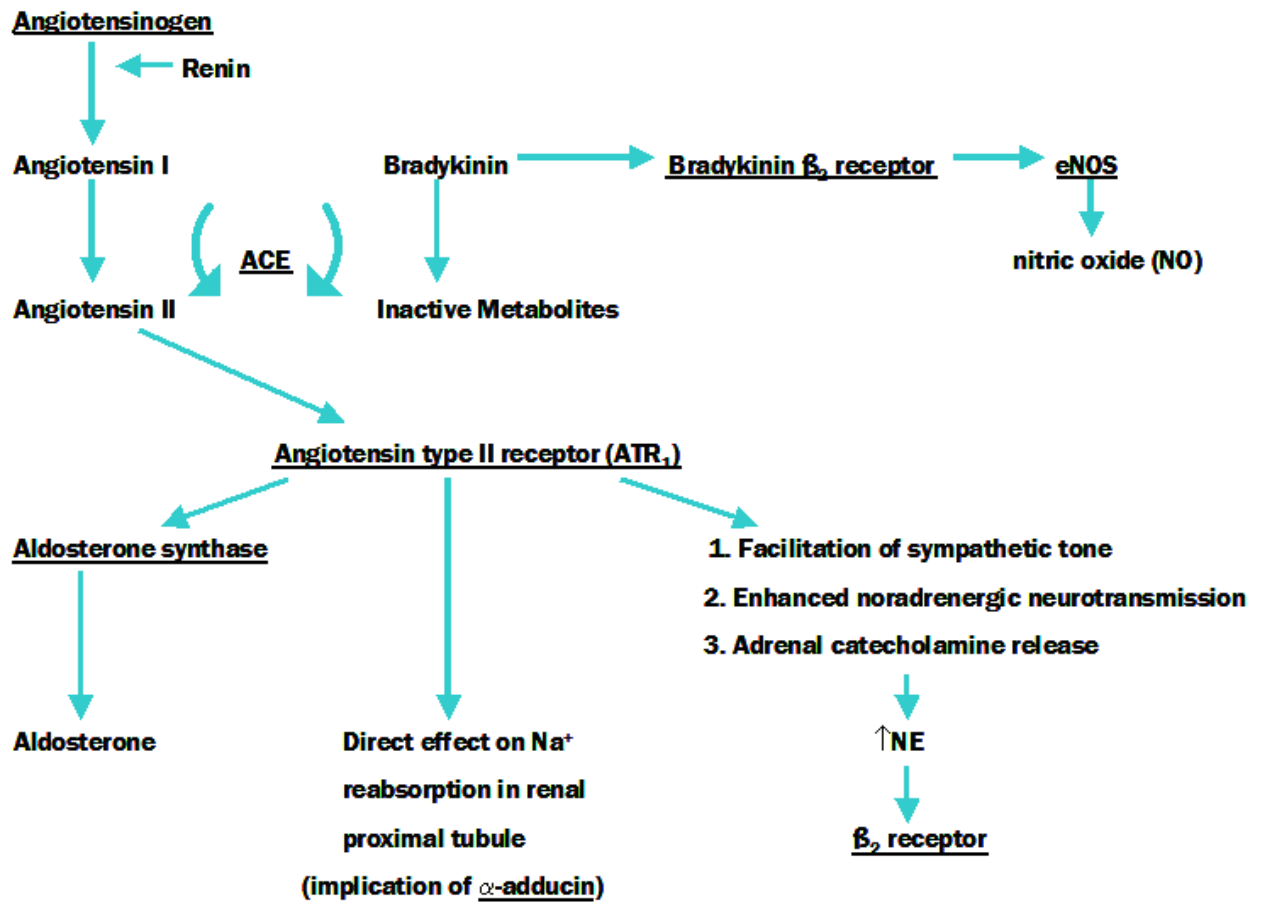 Angiotensinogen
Renin
Angiotensin I
Bradykinin
Bradykinin ß₂ receptor
eNOS
ACE
nitric oxide (NO)
Angiotensin II
Inactive Metabolites
Angiotensin type II receptor (ATR₁)
Aldosterone synthase
1. Facilitation of sympathetic tone
2. Enhanced noradrenergic neurotransmission
3. Adrenal catecholamine release
Aldosterone
Direct effect on Na⁺
reabsorption in renal
proximal tubule
(implication of α-adducin)
↑NE
ß₂ receptor